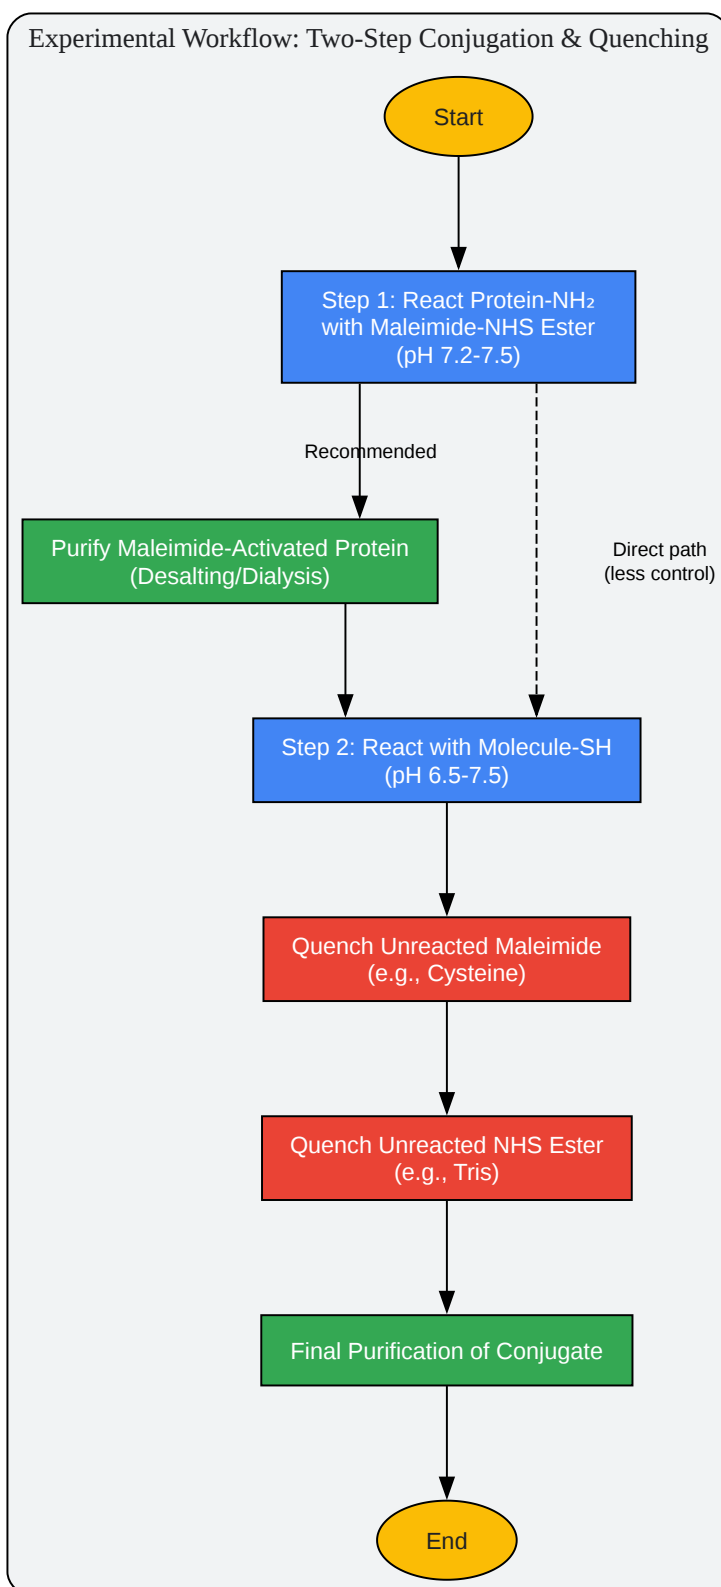 Experimental Workflow: Two-Step Conjugation & Quenching
Start
Step 1: React Protein-NH₂
with Maleimide-NHS Ester
(pH 7.2-7.5)
Recommended
Purify Maleimide-Activated Protein
(Desalting/Dialysis)
Direct path
(less control)
Step 2: React with Molecule-SH
(pH 6.5-7.5)
Quench Unreacted Maleimide
(e.g., Cysteine)
Quench Unreacted NHS Ester
(e.g., Tris)
Final Purification of Conjugate
End